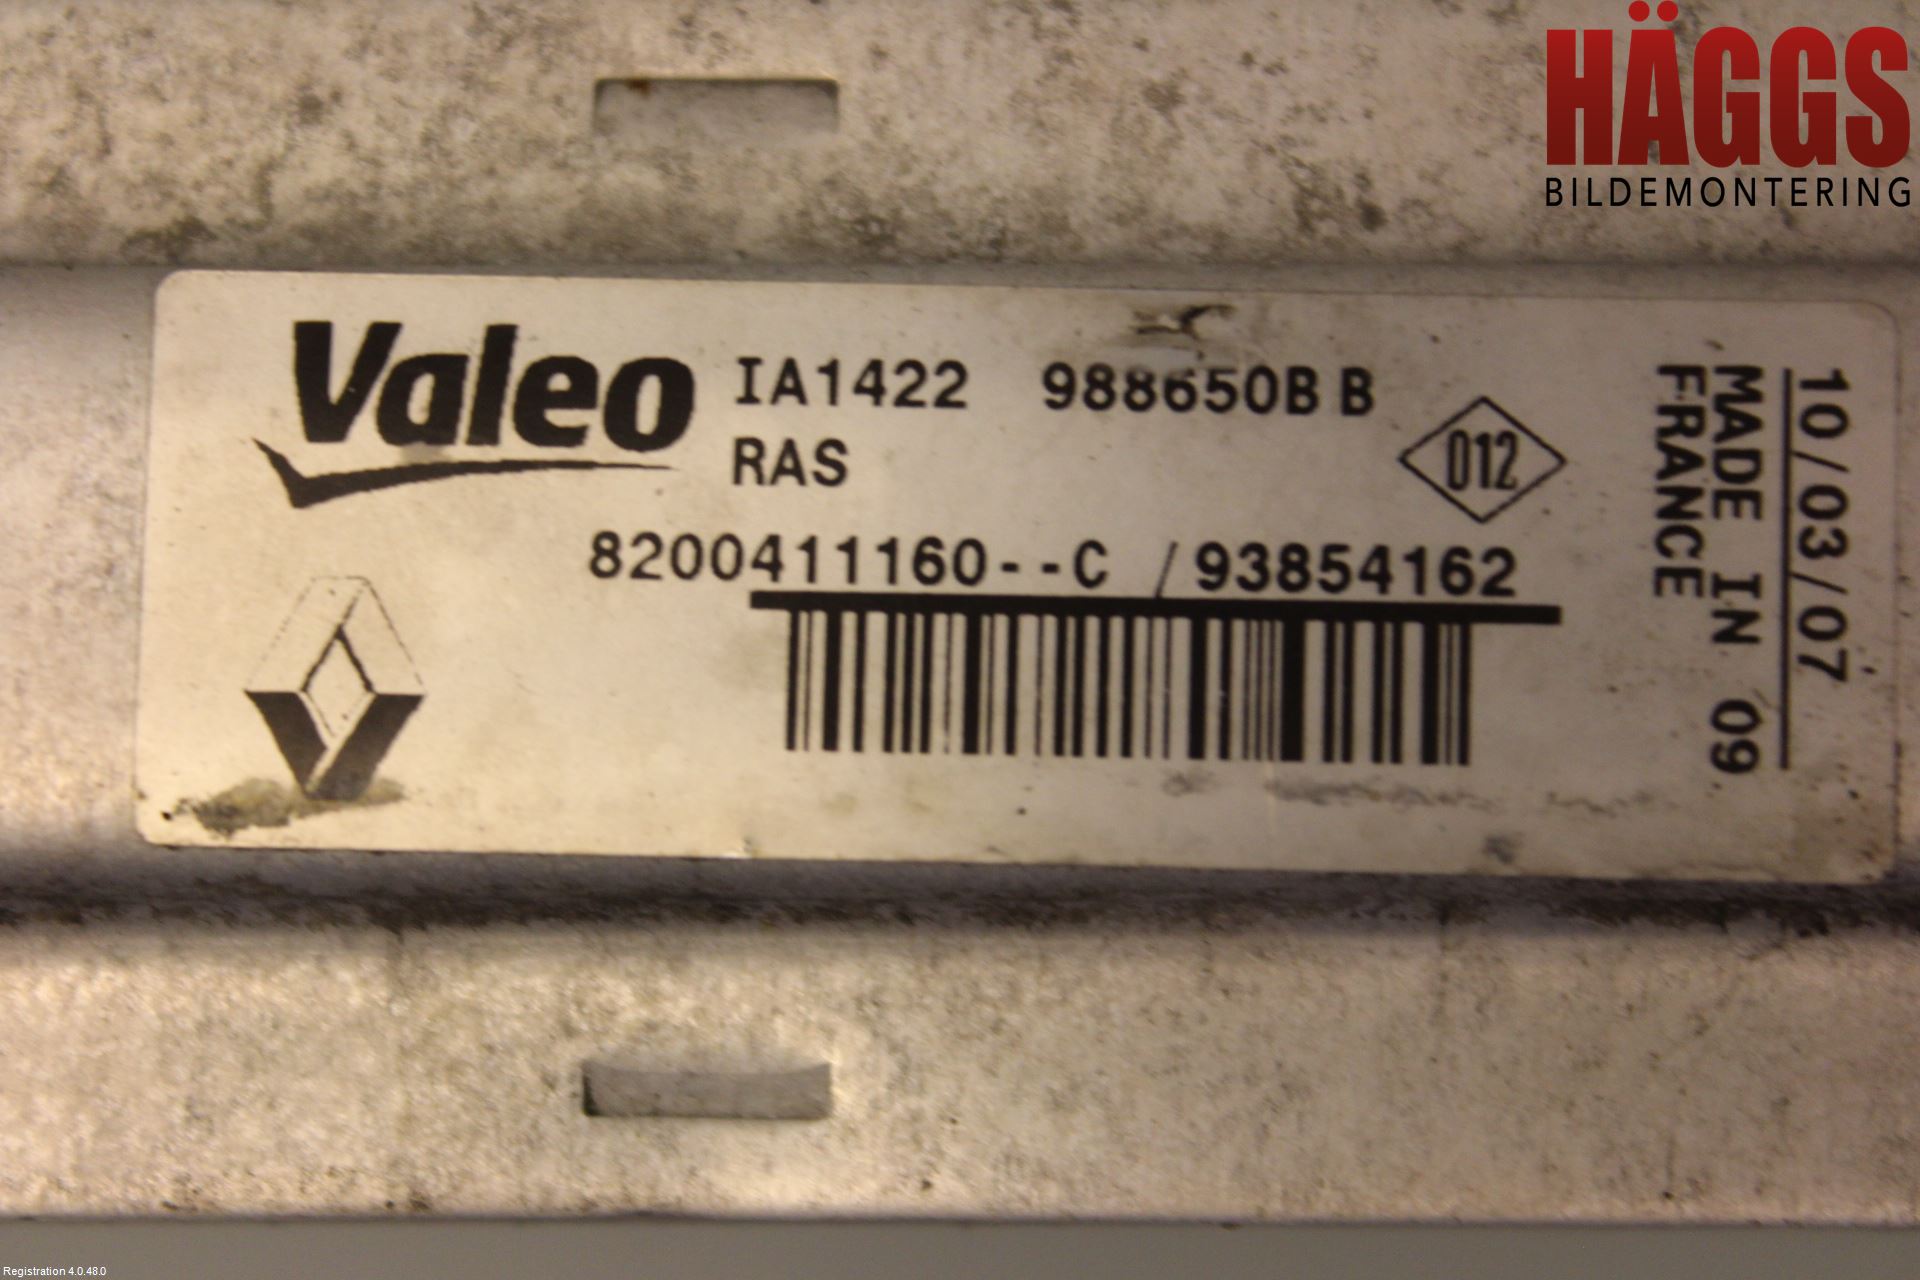 HÄGGS
BILDEMONTERING
Valeo IA1422 988650B B
RAS
012
8200411160--C /93854162
10/03/07
MADE IN 09
FRANCE
Registration 4.0.48.0